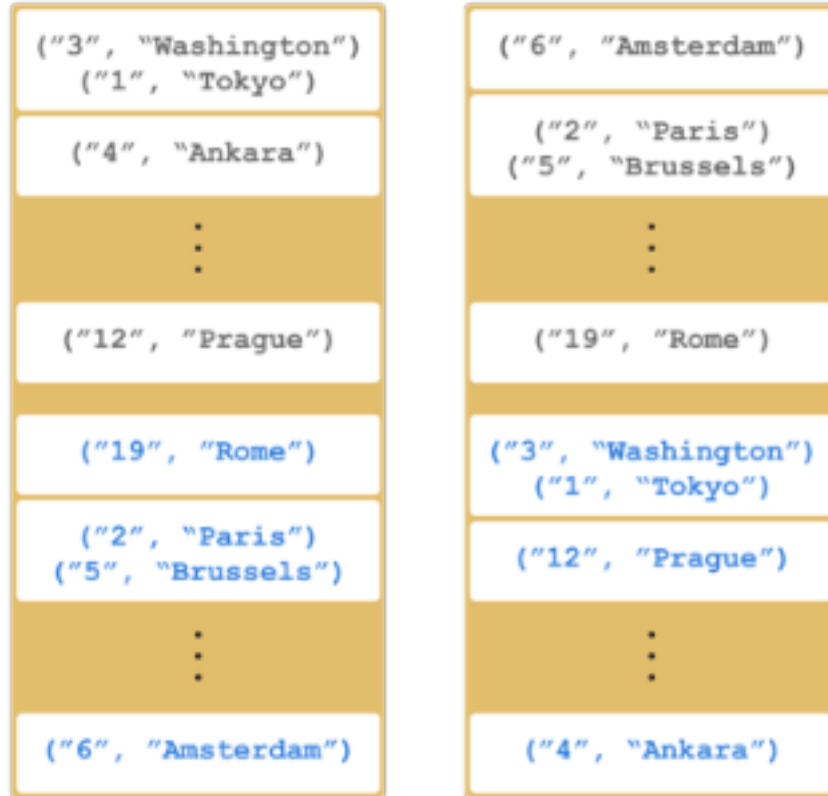 ("3", “Washington”)
("1", “Tokyo”)
("4", “Ankara”)
("12", ”Prague”)
("19", ”Rome”)
("2", “Paris”)
("5", “Brussels”)
("6", ”Amsterdam”)
("6", ”Amsterdam”)
("2", “Paris”)
("5", “Brussels”)
("19", ”Rome”)
("3", “Washington”)
("1", “Tokyo”)
("12", ”Prague”)
("4", “Ankara”)